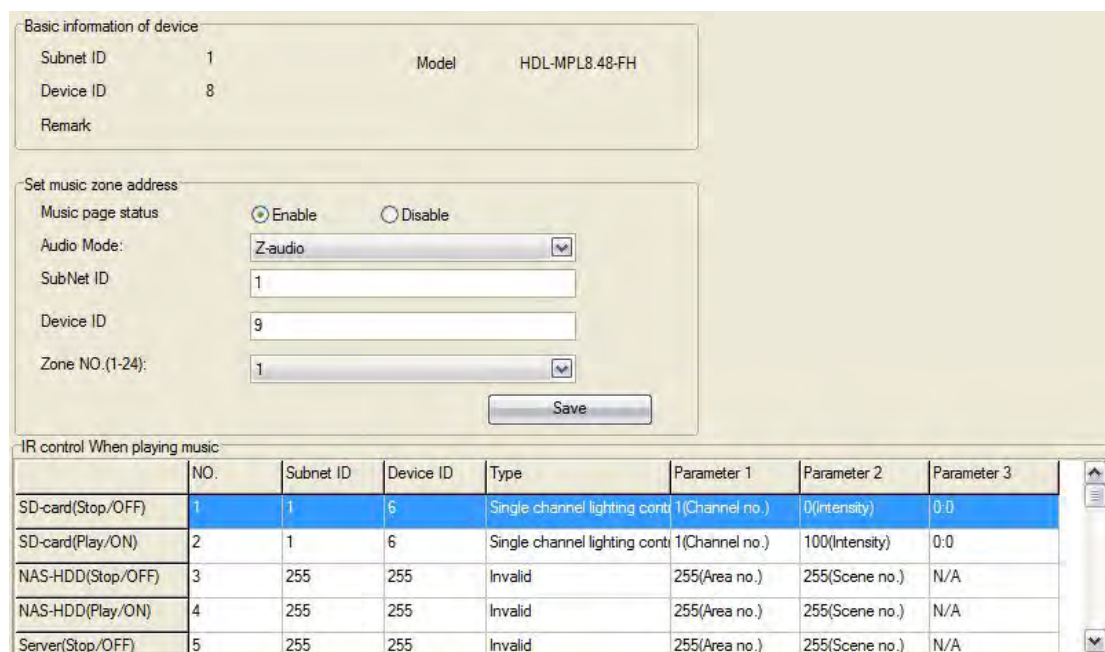 Basic information of device
Subnet ID 1 Model HDL-MPL8.48-FH
Device ID 8
Remark
Set music zone address
Music page status Enable Disable
Audio Mode: Z-audio
SubNet ID 1
Device ID 9
Zone NO.(1-24): 1
Save
IR control When playing music
NO. Subnet ID Device ID Type Parameter 1 Parameter 2 Parameter 3
SD-card(Stop/OFF) 1 1 6 Single channel lighting conti 1(Channel no.) 0(Intensity) 0:0
SD-card(Play/ON) 2 1 6 Single channel lighting conti 1(Channel no.) 100(Intensity) 0:0
NAS-HDD(Stop/OFF) 3 255 255 Invalid 255(Area no.) 255(Scene no.) N/A
NAS-HDD(Play/ON) 4 255 255 Invalid 255(Area no.) 255(Scene no.) N/A
Server(Stop/OFF) 5 255 255 Invalid 255(Area no.) 255(Scene no.) N/A